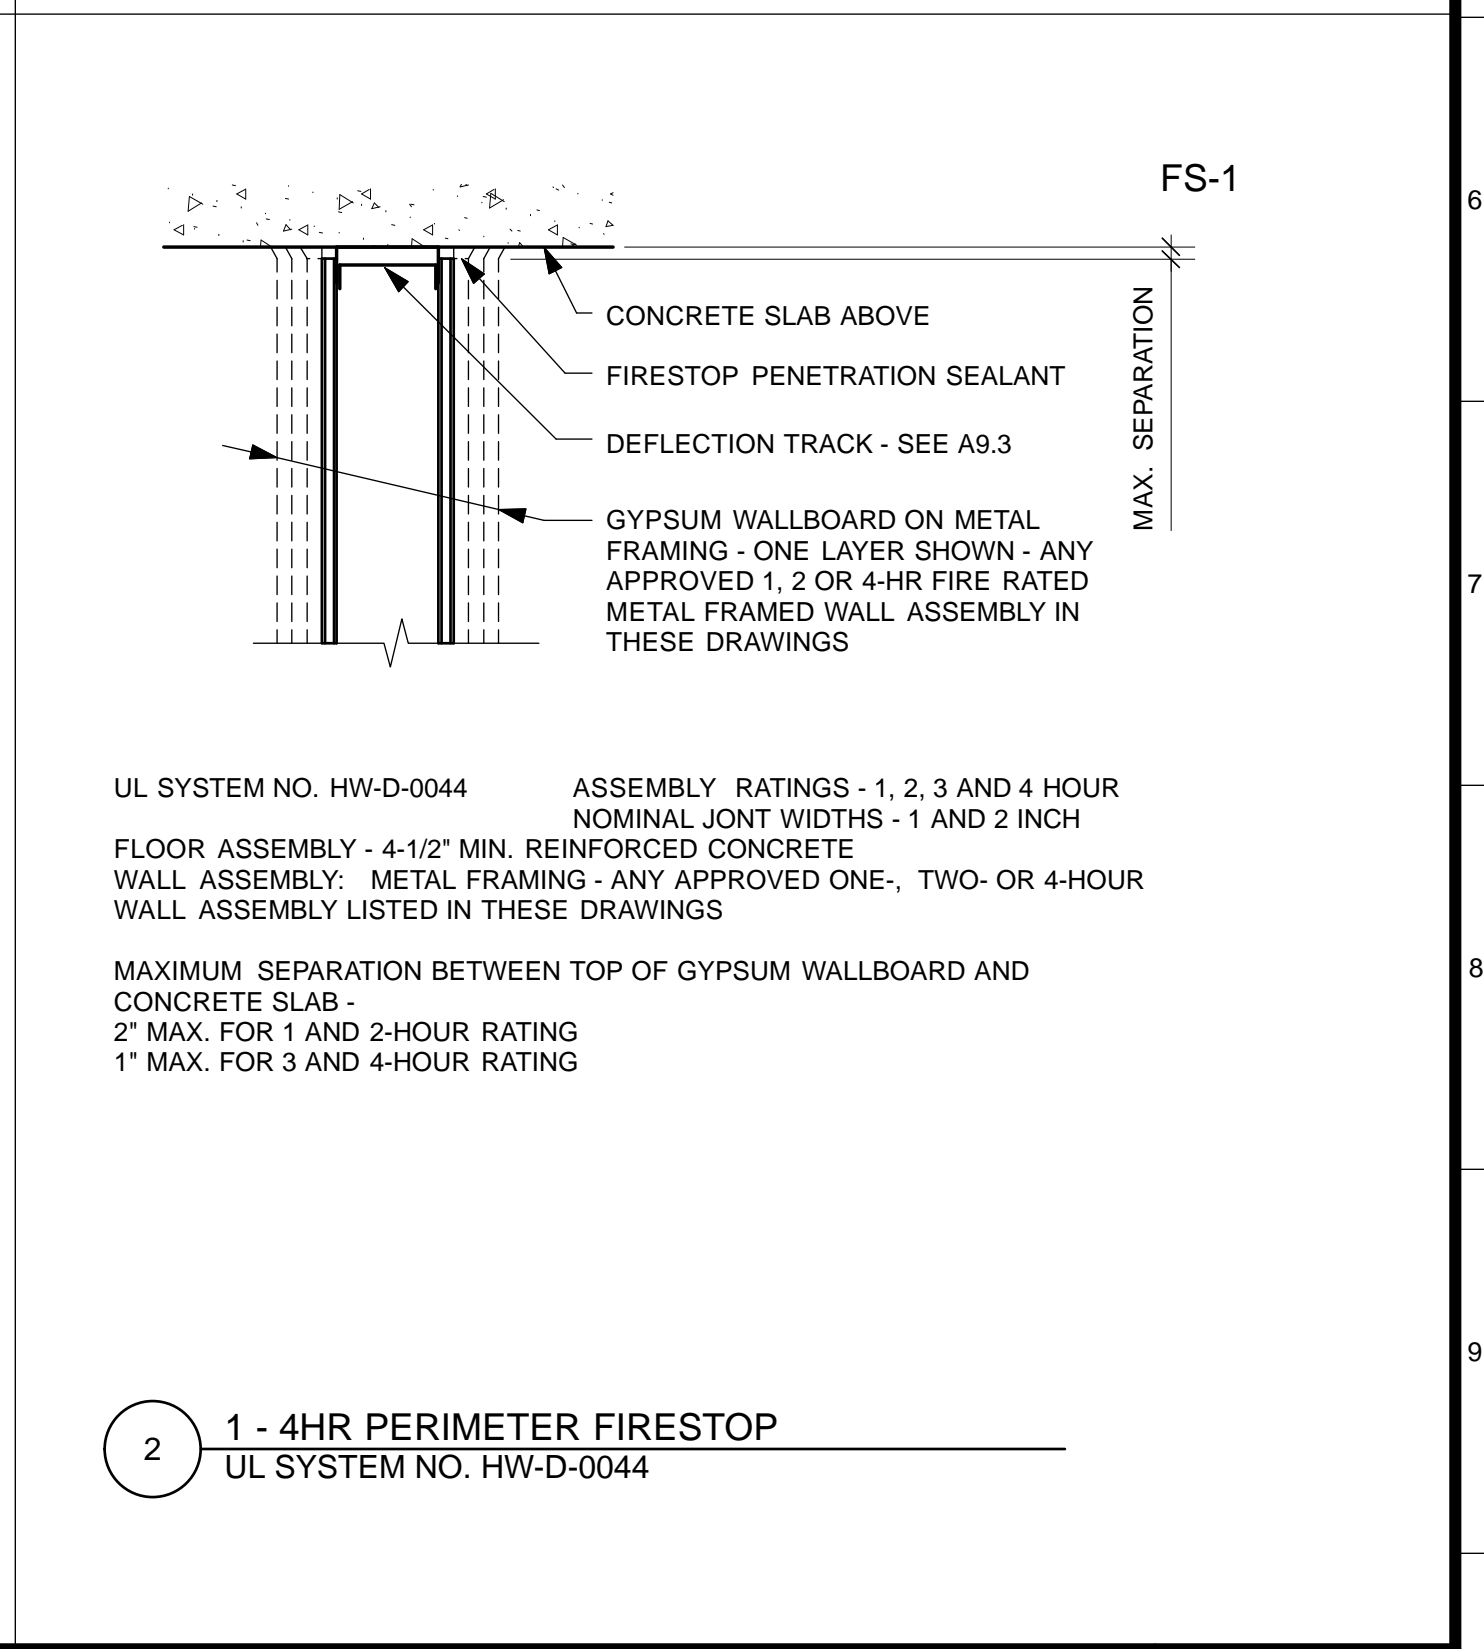 FS-1
CONCRETE SLAB ABOVE
FIRESTOP PENETRATION SEALANT
DEFLECTION TRACK - SEE A9.3
GYPSUM WALLBOARD ON METAL
FRAMING - ONE LAYER SHOWN - ANY
APPROVED 1, 2 OR 4-HR FIRE RATED
METAL FRAMED WALL ASSEMBLY IN
THESE DRAWINGS
MAX. SEPARATION
UL SYSTEM NO. HW-D-0044 ASSEMBLY RATINGS - 1, 2, 3 AND 4 HOUR
NOMINAL JONT WIDTHS - 1 AND 2 INCH
FLOOR ASSEMBLY - 4-1/2" MIN. REINFORCED CONCRETE
WALL ASSEMBLY: METAL FRAMING - ANY APPROVED ONE-, TWO- OR 4-HOUR
WALL ASSEMBLY LISTED IN THESE DRAWINGS
MAXIMUM SEPARATION BETWEEN TOP OF GYPSUM WALLBOARD AND
CONCRETE SLAB -
2" MAX. FOR 1 AND 2-HOUR RATING
1" MAX. FOR 3 AND 4-HOUR RATING
2
1 - 4HR PERIMETER FIRESTOP
UL SYSTEM NO. HW-D-0044
6
7
8
9